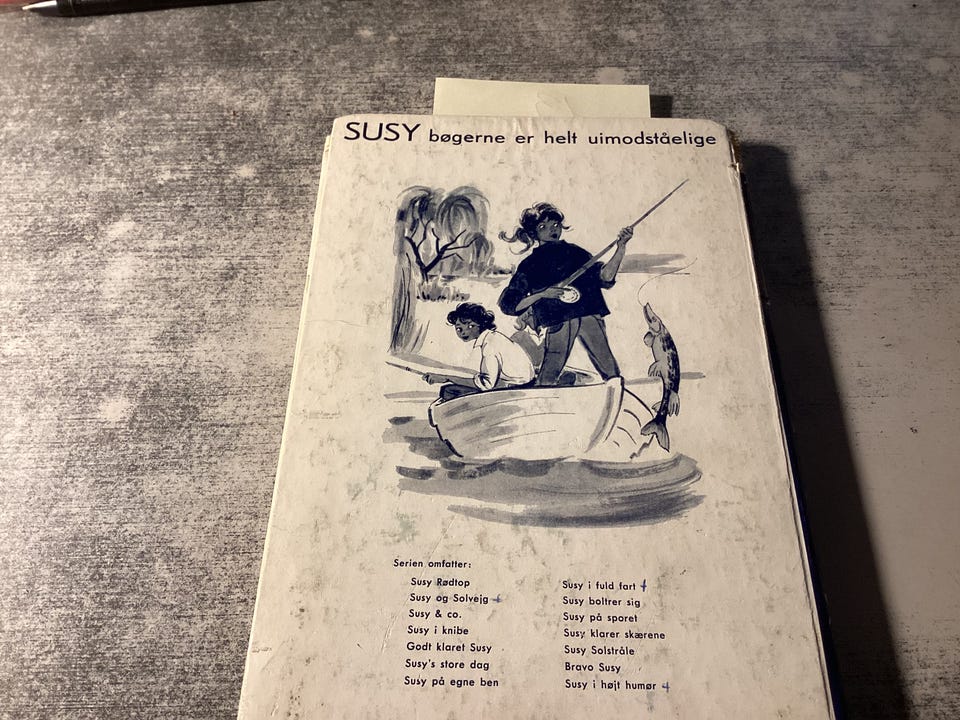 SUSY bøgerne er helt uimodståelige
Serien omfatter:
Susy Rødtop
Susy og Solvejg +
Susy & co.
Susy i knibe
Godt klaret Susy
Susy's store dag
Susy på egne ben
Susy i fuld fart +
Susy boltrer sig
Susy på sporet
Susy klarer skærene
Susy Solstråle
Bravo Susy
Susy i højt humør +